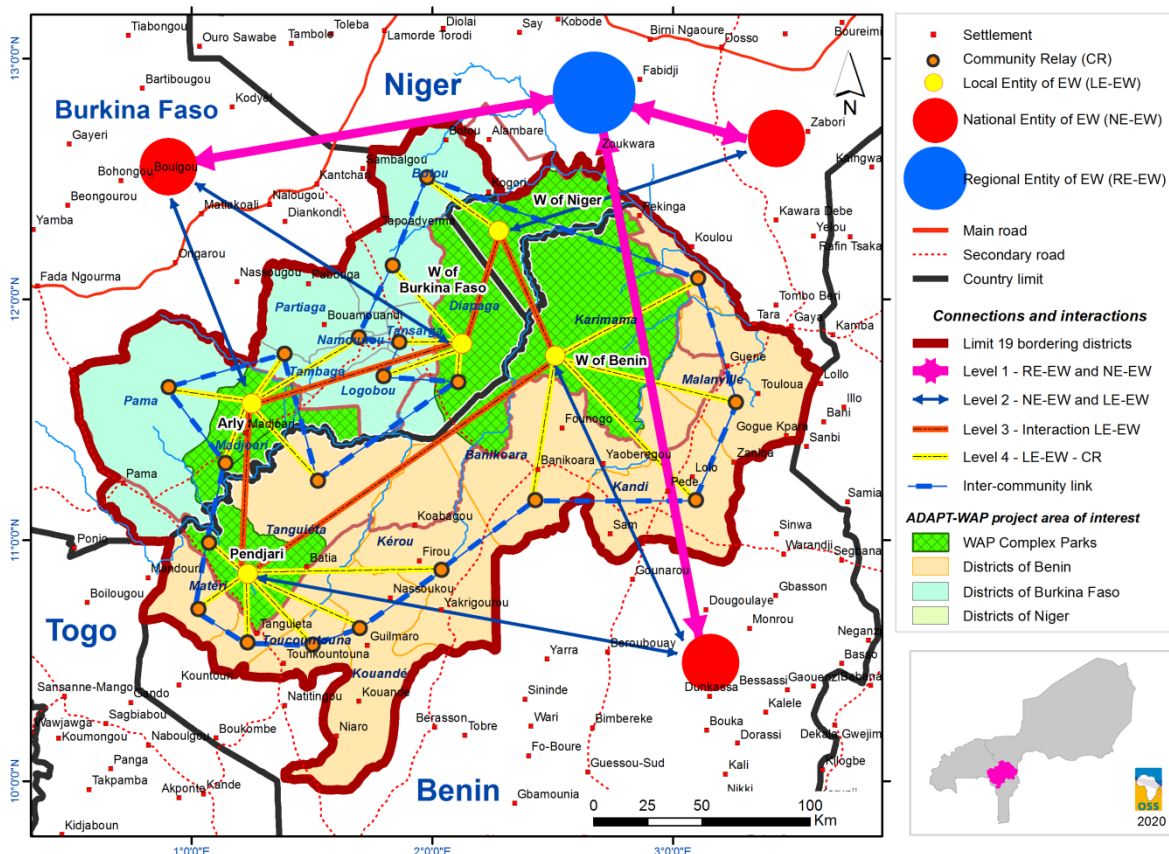 Tiabongou
Ouro Sawabe
Tambole
Toleba
Lamorde Torodi
Diolai
Say
Kobode
Birni Ngaoure
Dosso
Boureimi
13°0'0"N
Bartibougou
Kodyel
Burkina Faso
Niger
Fabidji
N
Gayeri
Botou
Alambare
Zoukwara
Zabori
Bohongou
Boulgou
Sambalgou
Kaingwa
Beongourou
Kantchari
Botou
Kogori
Nalougou
W of Niger
Yamba
Matiakoali
Diankondi
Pekinga
Kawara Debe
Tapoadyerma
Yelou
Ongarou
Koulou
Rafin Tsaka
Fada Ngourma
Nassougou
Pabouga
W of
Burkina Faso
12°0'0"N
Partiaga
Diapaga
Tombo Beri
Bouamouandi
Tansarga
Karimama
Tara
Gaya
Kamba
Namounou
W of Benin
Guene
Tambaga
Logobou
Malanville
Lollo
Pama
Touloua
Illo
Arly
Madjoari
Founogo
Gogue Kpara
Bani
Madjoari
Sanbi
Banikoara
Yaoberegou
Zaniga
Pama
Banikoara
Lolo
Kandi
Pede
Samia
Tanguieta
Koabagou
11°0'0"N
Ponio
Kérou
Sam
Sinwa
Pendjari
Batia
Firou
Warandji
Segbana
Mandouri
Gounarou
Materi
Nassoukou
Gbasson
Boilougou
Yakrigourou
Dougoulaye
Togo
Tanguieta
Monrou
Toucountouna
Guilmaro
Neganzi
Tounkountouna
Yarra
Beroubouay
Basso
Kountouri
Kouandé
Bessassi
Gaouenzi
Babana
Sansanne-Mango
Gando
Natitingou
Kouande
Sininde
Dunkassa
Kalele
Sagbiabou
Wawjawga
Niaro
Berasson
Wari
Bimbereke
Bouka
Koumongou
Naboulgou
Boukombe
Tobre
Dorassi
Dekala
Gwejim
Panga
Fo-Boure
Takpamba
Guessou-Sud
Kali
Kijogbe
10°0'0"N
Akponte
Kande
Benin
Nikki
Gbamounia
Kidjaboun
0 25 50 100
Km
1°0'0"E 2°0'0"E 3°0'0"E
Settlement
Community Relay (CR)
Local Entity of EW (LE-EW)
National Entity of EW (NE-EW)
Regional Entity of EW (RE-EW)
Main road
Secondary road
Country limit
Connections and interactions
Limit 19 bordering districts
Level 1 - RE-EW and NE-EW
Level 2 - NE-EW and LE-EW
Level 3 - Interaction LE-EW
Level 4 - LE-EW - CR
Inter-community link
ADAPT-WAP project area of interest
WAP Complex Parks
Districts of Benin
Districts of Burkina Faso
Districts of Niger
OSS
2020